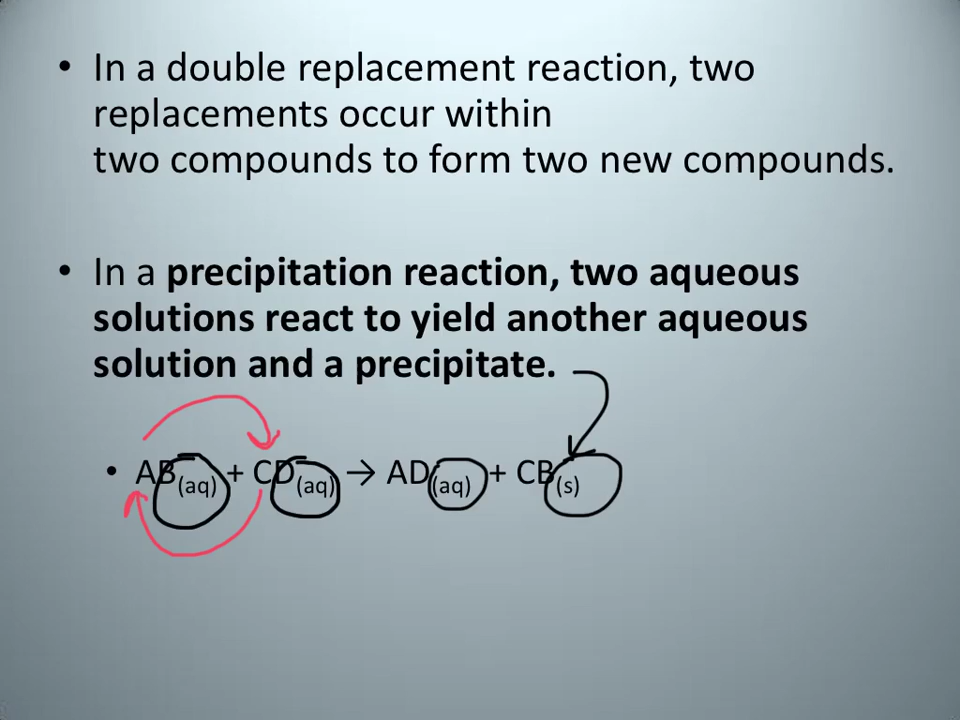 • In a double replacement reaction, two
replacements occur within
two compounds to form two new compounds.
• In a precipitation reaction, two aqueous
solutions react to yield another aqueous
solution and a precipitate.
• AB(aq) + CD(aq) → AD(aq) + CB(s)